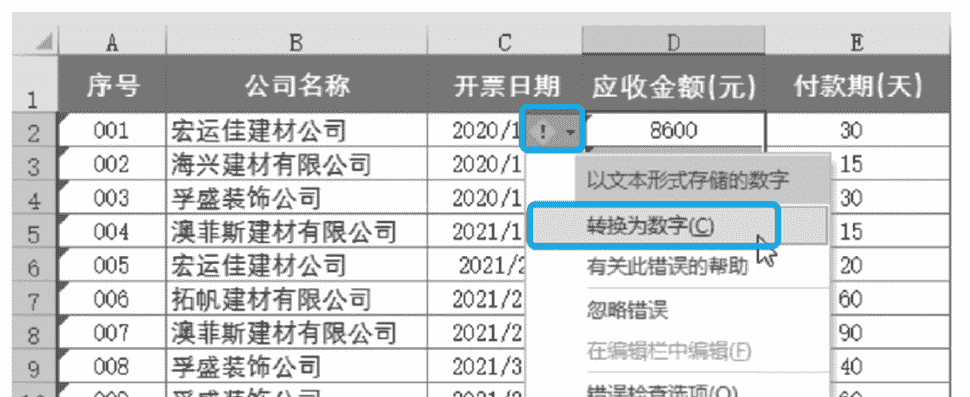 A B C D E
1 序号 公司名称 开票日期 应收金额(元) 付款期(天)
2 001 宏运佳建材公司 2020/1 ! 8600 30
3 002 海兴建材有限公司 2020/1 以文本形式存储的数字 15
4 003 孚盛装饰公司 2020/1 30
5 004 澳菲斯建材有限公司 2021/1 转换为数字(C) 15
6 005 宏运佳建材公司 2021/2 有关此错误的帮助 20
7 006 拓帆建材有限公司 2021/2 忽略错误 60
8 007 澳菲斯建材有限公司 2021/2 90
9 008 孚盛装饰公司 2021/3 在编辑栏中编辑(F) 40
错误检查选项(O)